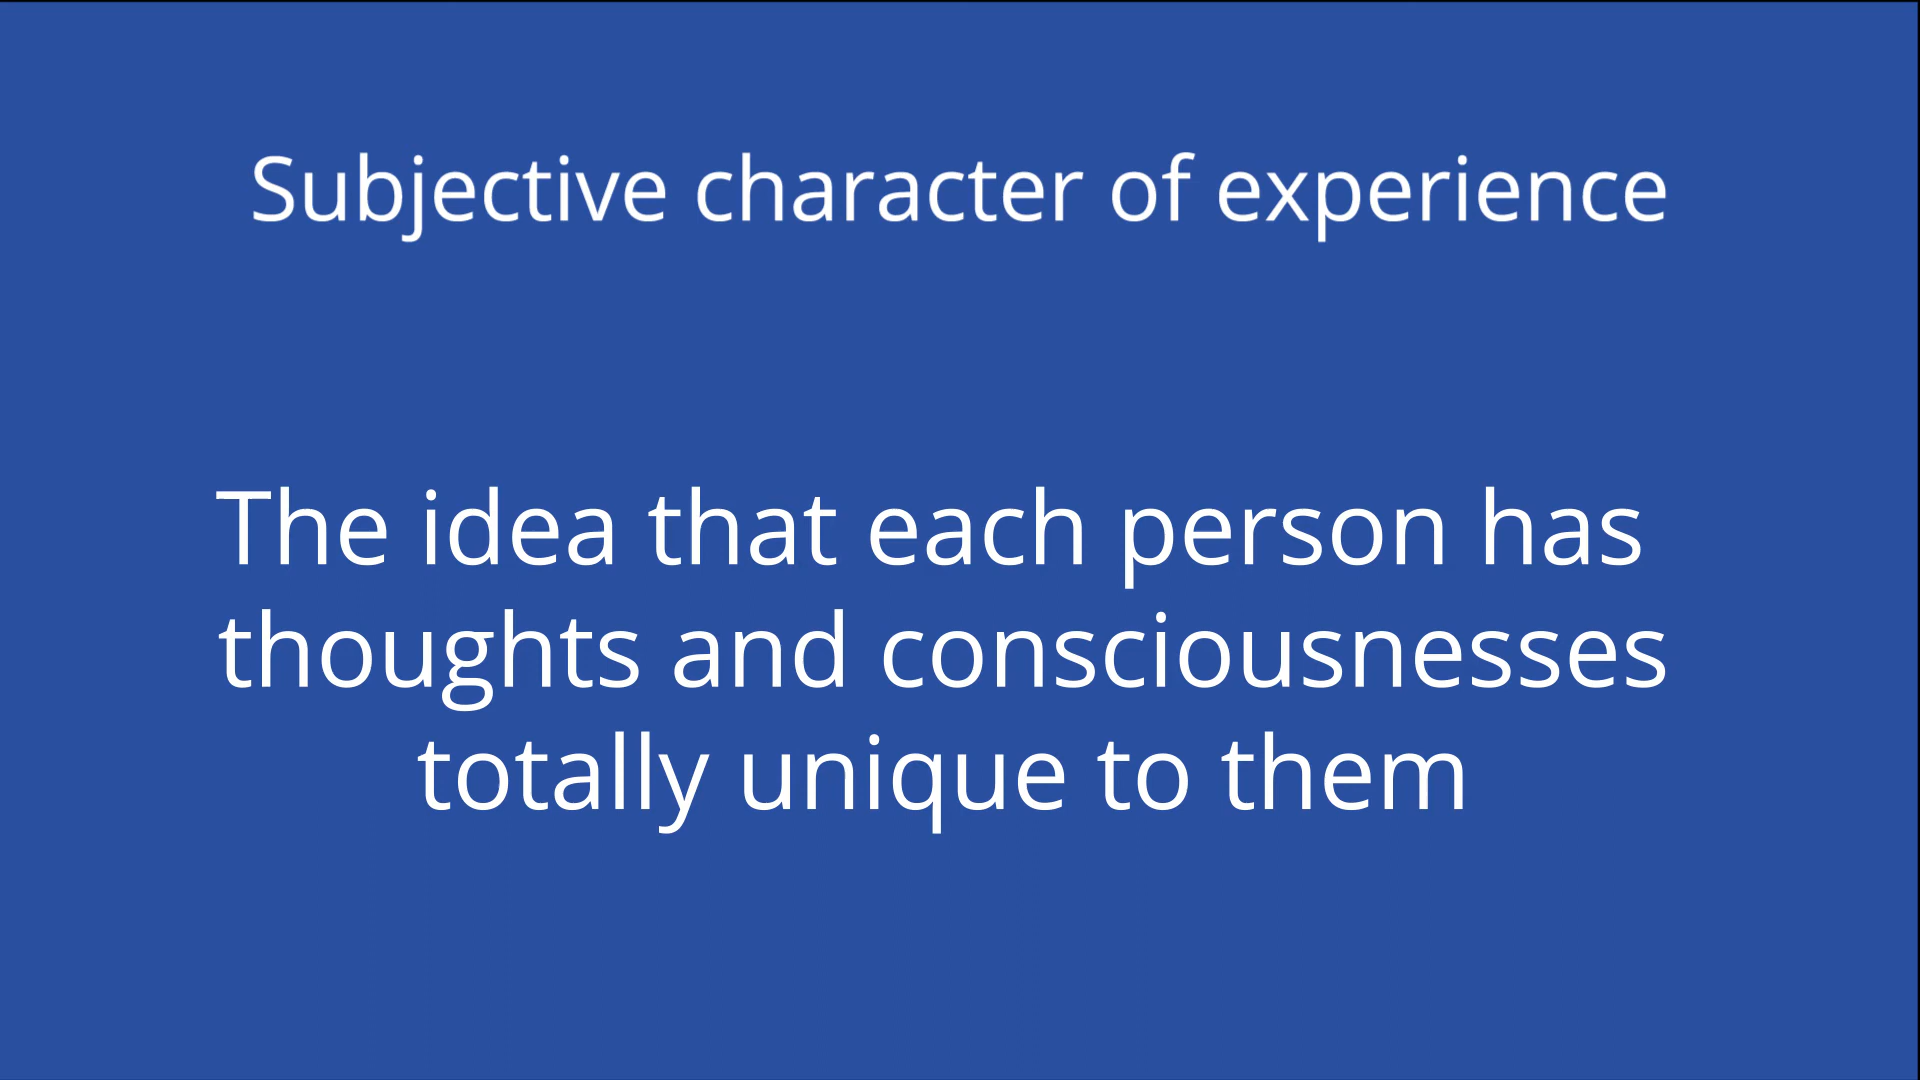 Subjective character of experience
The idea that each person has
thoughts and consciousnesses
totally unique to them